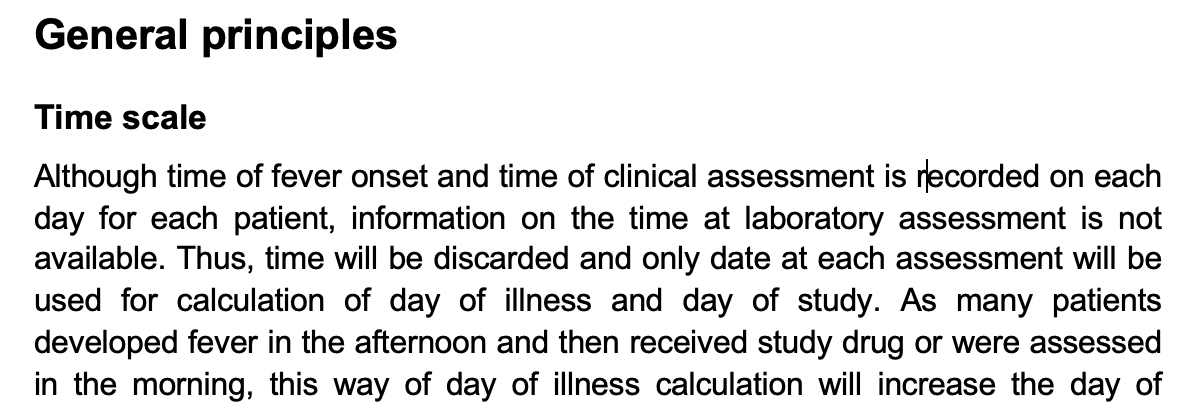 General principles
Time scale
Although time of fever onset and time of clinical assessment is recorded on each
day for each patient, information on the time at laboratory assessment is not
available. Thus, time will be discarded and only date at each assessment will be
used for calculation of day of illness and day of study. As many patients
developed fever in the afternoon and then received study drug or were assessed
in the morning, this way of day of illness calculation will increase the day of